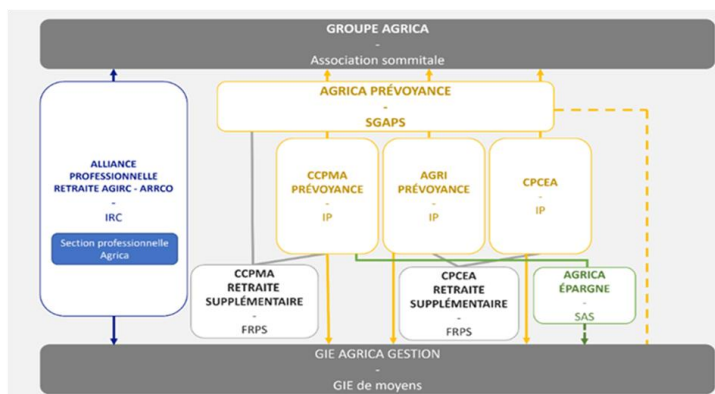 GROUPE AGRICA
-
Association sommitale
AGRICA PRÉVOYANCE
-
SGAPS
ALLIANCE
PROFESSIONNELLE
RETRAITE AGIRC - ARRCO
-
IRC
Section professionnelle
Agrica
CCPMA
PRÉVOYANCE
-
IP
AGRI
PRÉVOYANCE
-
IP
CPCEA
-
IP
CCPMA
RETRAITE
SUPPLÉMENTAIRE
-
FRPS
CPCEA
RETRAITE
SUPPLÉMENTAIRE
-
FRPS
AGRICA
ÉPARGNE
-
SAS
GIE AGRICA GESTION
-
GIE de moyens